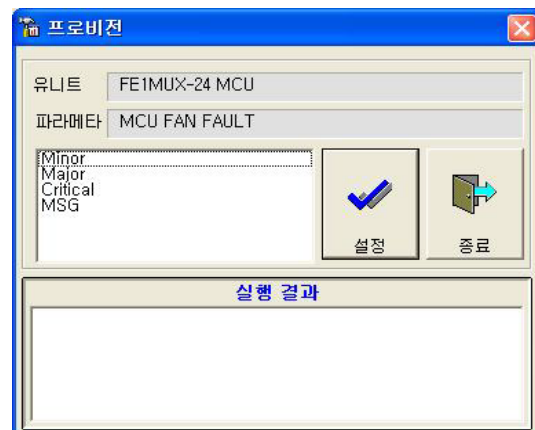 프로비전
유니트 FE1MUX-24 MCU
파라메타 MCU FAN FAULT
Minor
Major
Critical
MSG
설정
종료
실행 결과